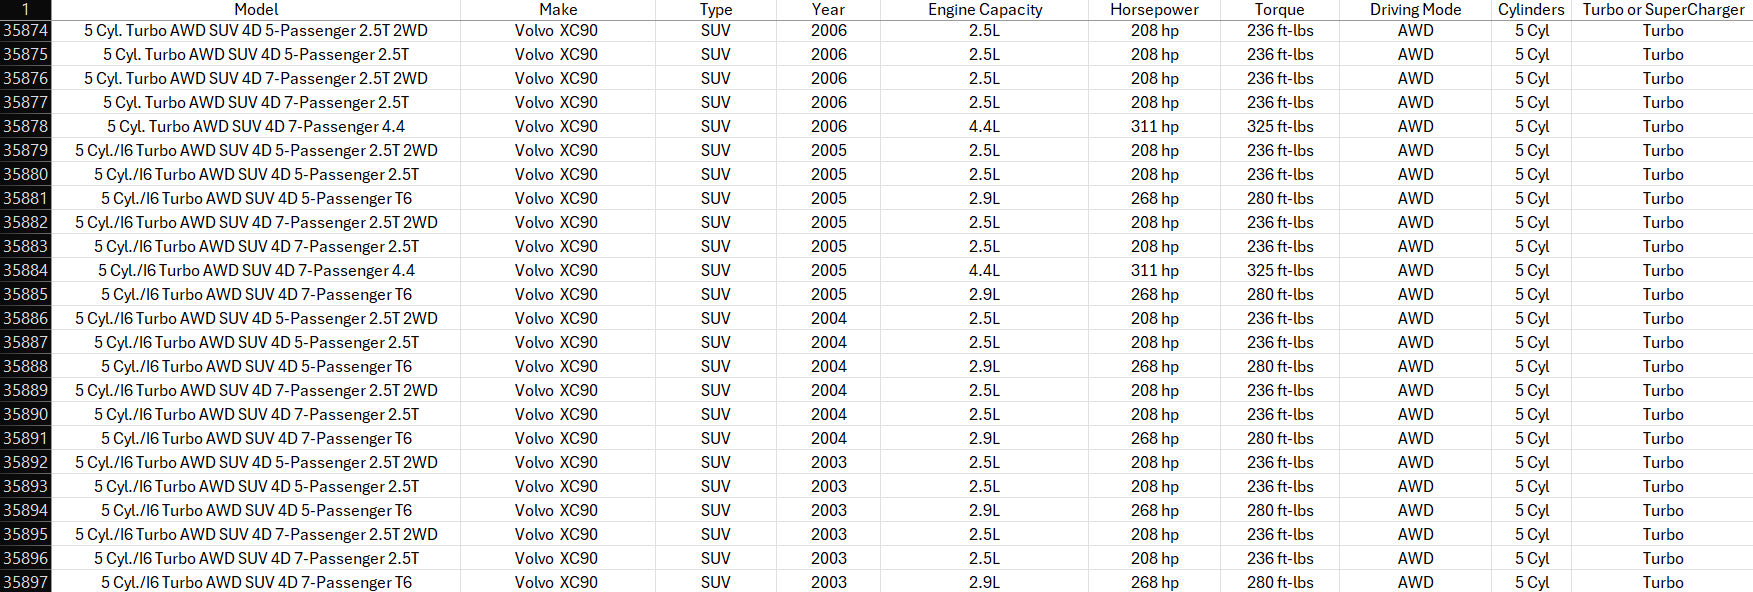 1 Model Make Type Year Engine Capacity Horsepower Torque Driving Mode Cylinders Turbo or SuperCharger
35874 5 Cyl. Turbo AWD SUV 4D 5-Passenger 2.5T 2WD Volvo XC90 SUV 2006 2.5L 208 hp 236 ft-lbs AWD 5 Cyl Turbo
35875 5 Cyl. Turbo AWD SUV 4D 5-Passenger 2.5T Volvo XC90 SUV 2006 2.5L 208 hp 236 ft-lbs AWD 5 Cyl Turbo
35876 5 Cyl. Turbo AWD SUV 4D 7-Passenger 2.5T 2WD Volvo XC90 SUV 2006 2.5L 208 hp 236 ft-lbs AWD 5 Cyl Turbo
35877 5 Cyl. Turbo AWD SUV 4D 7-Passenger 2.5T Volvo XC90 SUV 2006 2.5L 208 hp 236 ft-lbs AWD 5 Cyl Turbo
35878 5 Cyl. Turbo AWD SUV 4D 7-Passenger 4.4 Volvo XC90 SUV 2006 4.4L 311 hp 325 ft-lbs AWD 5 Cyl Turbo
35879 5 Cyl./I6 Turbo AWD SUV 4D 5-Passenger 2.5T 2WD Volvo XC90 SUV 2005 2.5L 208 hp 236 ft-lbs AWD 5 Cyl Turbo
35880 5 Cyl./I6 Turbo AWD SUV 4D 5-Passenger 2.5T Volvo XC90 SUV 2005 2.5L 208 hp 236 ft-lbs AWD 5 Cyl Turbo
35881 5 Cyl./I6 Turbo AWD SUV 4D 5-Passenger T6 Volvo XC90 SUV 2005 2.9L 268 hp 280 ft-lbs AWD 5 Cyl Turbo
35882 5 Cyl./I6 Turbo AWD SUV 4D 7-Passenger 2.5T 2WD Volvo XC90 SUV 2005 2.5L 208 hp 236 ft-lbs AWD 5 Cyl Turbo
35883 5 Cyl./I6 Turbo AWD SUV 4D 7-Passenger 2.5T Volvo XC90 SUV 2005 2.5L 208 hp 236 ft-lbs AWD 5 Cyl Turbo
35884 5 Cyl./I6 Turbo AWD SUV 4D 7-Passenger 4.4 Volvo XC90 SUV 2005 4.4L 311 hp 325 ft-lbs AWD 5 Cyl Turbo
35885 5 Cyl./I6 Turbo AWD SUV 4D 7-Passenger T6 Volvo XC90 SUV 2005 2.9L 268 hp 280 ft-lbs AWD 5 Cyl Turbo
35886 5 Cyl./I6 Turbo AWD SUV 4D 5-Passenger 2.5T 2WD Volvo XC90 SUV 2004 2.5L 208 hp 236 ft-lbs AWD 5 Cyl Turbo
35887 5 Cyl./I6 Turbo AWD SUV 4D 5-Passenger 2.5T Volvo XC90 SUV 2004 2.5L 208 hp 236 ft-lbs AWD 5 Cyl Turbo
35888 5 Cyl./I6 Turbo AWD SUV 4D 5-Passenger T6 Volvo XC90 SUV 2004 2.9L 268 hp 280 ft-lbs AWD 5 Cyl Turbo
35889 5 Cyl./I6 Turbo AWD SUV 4D 7-Passenger 2.5T 2WD Volvo XC90 SUV 2004 2.5L 208 hp 236 ft-lbs AWD 5 Cyl Turbo
35890 5 Cyl./I6 Turbo AWD SUV 4D 7-Passenger 2.5T Volvo XC90 SUV 2004 2.5L 208 hp 236 ft-lbs AWD 5 Cyl Turbo
35891 5 Cyl./I6 Turbo AWD SUV 4D 7-Passenger T6 Volvo XC90 SUV 2004 2.9L 268 hp 280 ft-lbs AWD 5 Cyl Turbo
35892 5 Cyl./I6 Turbo AWD SUV 4D 5-Passenger 2.5T 2WD Volvo XC90 SUV 2003 2.5L 208 hp 236 ft-lbs AWD 5 Cyl Turbo
35893 5 Cyl./I6 Turbo AWD SUV 4D 5-Passenger 2.5T Volvo XC90 SUV 2003 2.5L 208 hp 236 ft-lbs AWD 5 Cyl Turbo
35894 5 Cyl./I6 Turbo AWD SUV 4D 5-Passenger T6 Volvo XC90 SUV 2003 2.9L 268 hp 280 ft-lbs AWD 5 Cyl Turbo
35895 5 Cyl./I6 Turbo AWD SUV 4D 7-Passenger 2.5T 2WD Volvo XC90 SUV 2003 2.5L 208 hp 236 ft-lbs AWD 5 Cyl Turbo
35896 5 Cyl./I6 Turbo AWD SUV 4D 7-Passenger 2.5T Volvo XC90 SUV 2003 2.5L 208 hp 236 ft-lbs AWD 5 Cyl Turbo
35897 5 Cyl./I6 Turbo AWD SUV 4D 7-Passenger T6 Volvo XC90 SUV 2003 2.9L 268 hp 280 ft-lbs AWD 5 Cyl Turbo